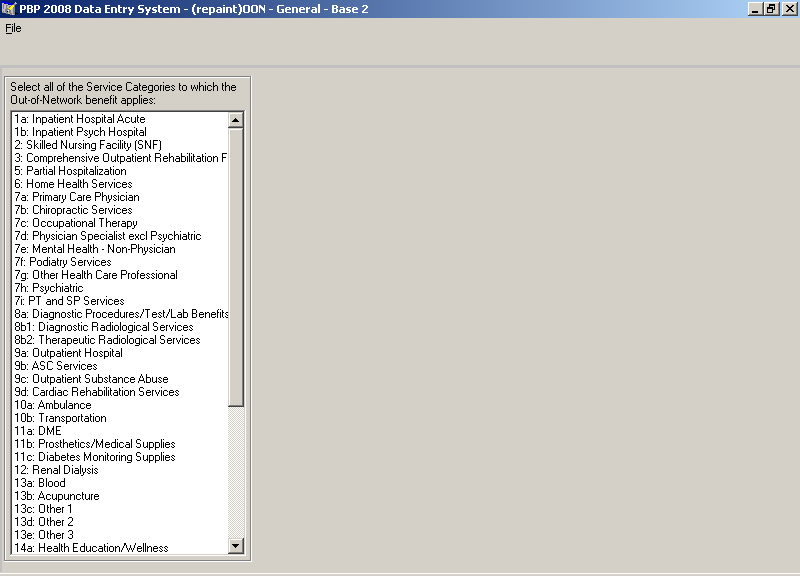 PBP 2008 Data Entry System - (repaint)OON - General - Base 2
File
Select all of the Service Categories to which the
Out-of-Network benefit applies:
1a: Inpatient Hospital Acute
1b: Inpatient Psych Hospital
2: Skilled Nursing Facility (SNF)
3: Comprehensive Outpatient Rehabilitation F
5: Partial Hospitalization
6: Home Health Services
7a: Primary Care Physician
7b: Chiropractic Services
7c: Occupational Therapy
7d: Physician Specialist excl Psychiatric
7e: Mental Health - Non-Physician
7f: Podiatry Services
7g: Other Health Care Professional
7h: Psychiatric
7i: PT and SP Services
8a: Diagnostic Procedures/Test/Lab Benefits
8b1: Diagnostic Radiological Services
8b2: Therapeutic Radiological Services
9a: Outpatient Hospital
9b: ASC Services
9c: Outpatient Substance Abuse
9d: Cardiac Rehabilitation Services
10a: Ambulance
10b: Transportation
11a: DME
11b: Prosthetics/Medical Supplies
11c: Diabetes Monitoring Supplies
12: Renal Dialysis
13a: Blood
13b: Acupuncture
13c: Other 1
13d: Other 2
13e: Other 3
14a: Health Education/Wellness